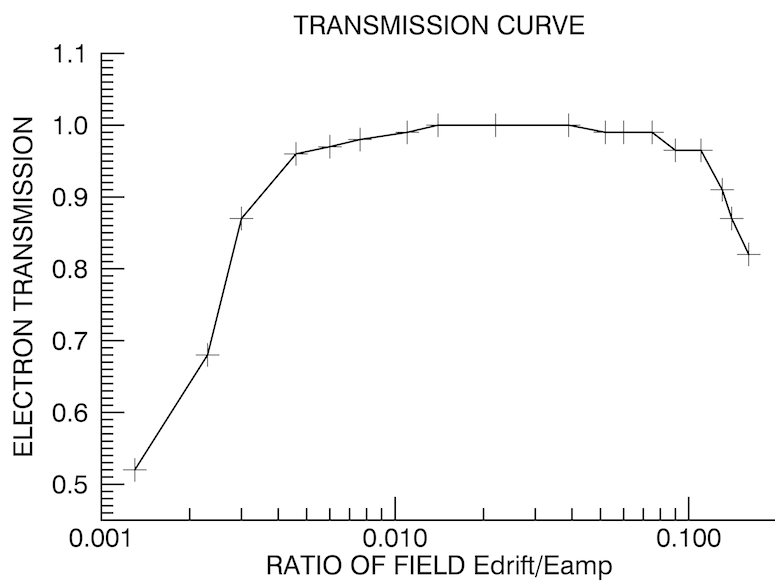 TRANSMISSION CURVE
1.1
1.0
0.9
0.8
0.7
0.6
0.5
ELECTRON TRANSMISSION
0.001 0.010 0.100
RATIO OF FIELD Edrift/Eamp